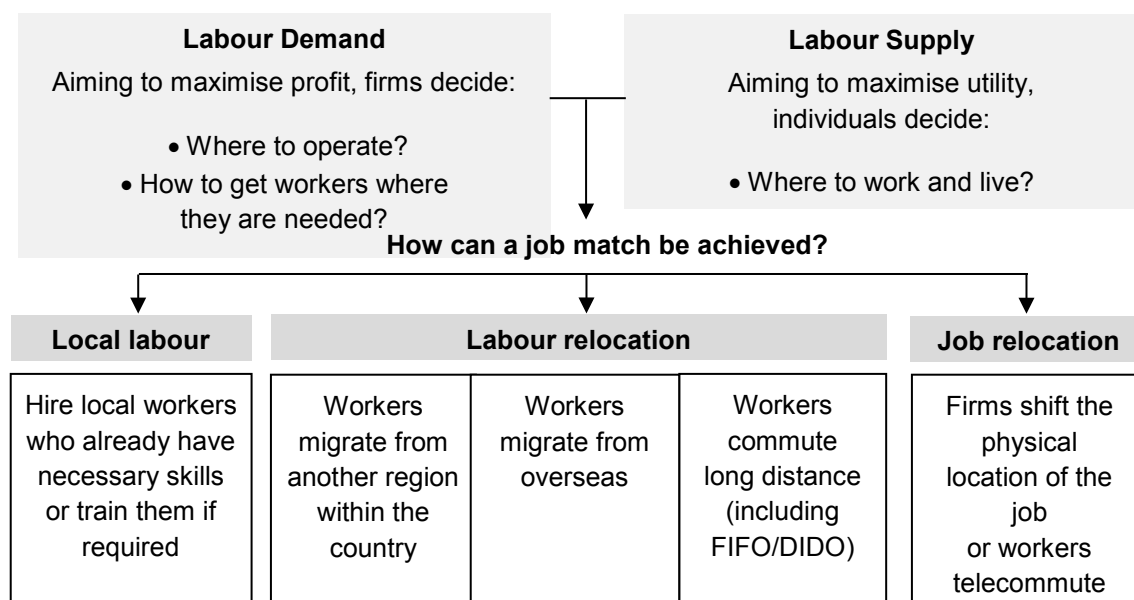 Labour Demand
Aiming to maximise profit, firms decide:
• Where to operate?
• How to get workers where
they are needed?
Labour Supply
Aiming to maximise utility,
individuals decide:
• Where to work and live?
How can a job match be achieved?
Local labour
Hire local workers
who already have
necessary skills
or train them if
required
Labour relocation
Workers
migrate from
another region
within the
country
Workers
migrate from
overseas
Workers
commute
long distance
(including
FIFO/DIDO)
Job relocation
Firms shift the
physical
location of the
job
or workers
telecommute